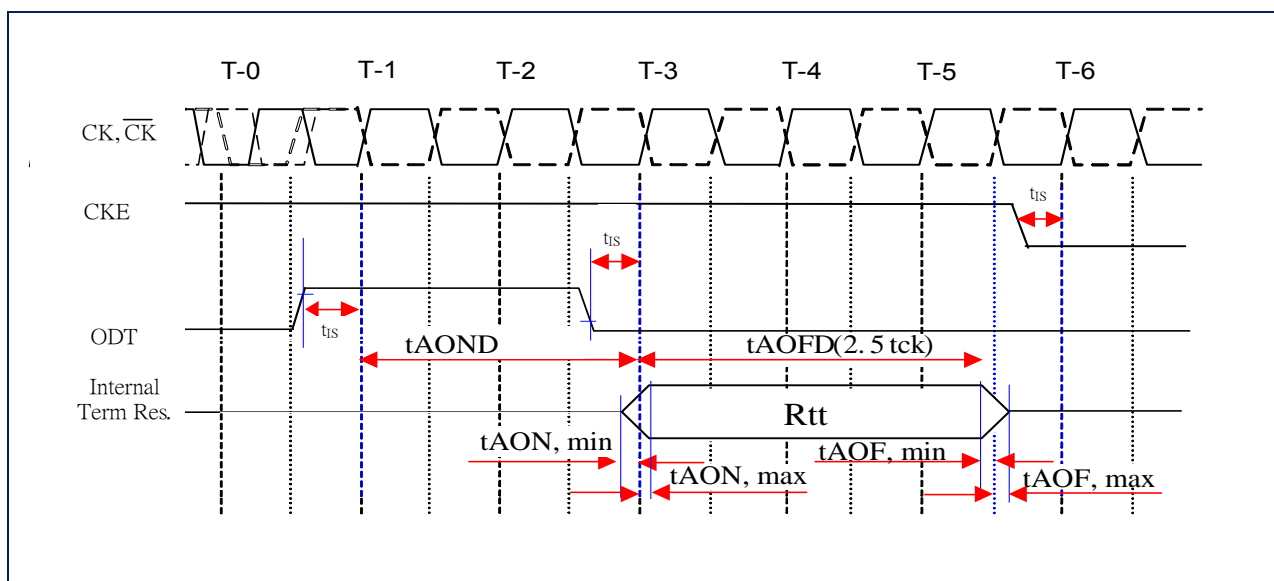 T-0 T-1 T-2 T-3 T-4 T-5 T-6
CK, CK
CKE
tIS
tIS
ODT
tIS
tAOND
tAOFD(2.5 tck)
Internal
Term Res.
Rtt
tAON, min
tAOF, min
tAON, max
tAOF, max